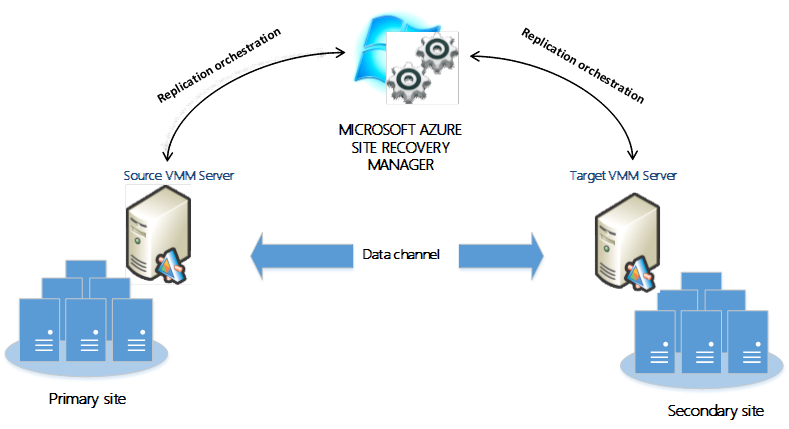 Replication orchestration
Replication orchestration
MICROSOFT AZURE
SITE RECOVERY
MANAGER
Source VMM Server
Target VMM Server
Data channel
Primary site
Secondary site